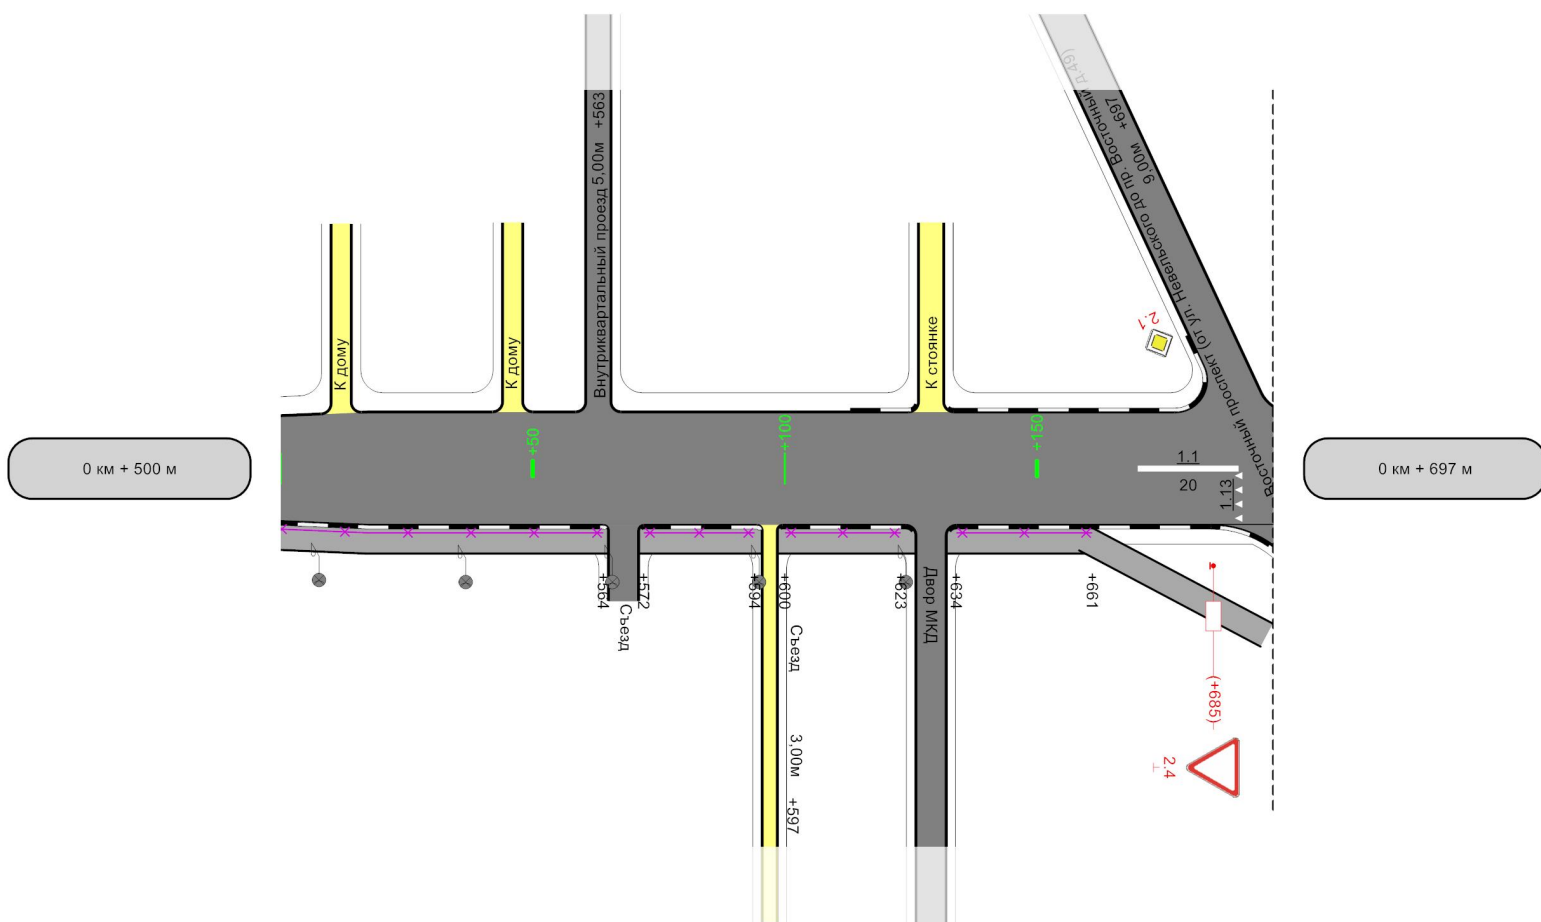 Восточный проспект (от ул. Невельского до пр. Восточный д.49)
9,00м +697
Внутриквартальный проезд 5,00м +563
К дому
К дому
К стоянке
2.1
+50
+100
+150
0 км + 500 м
0 км + 697 м
1.1
20
1.13
+564
+572
+594
+600
+623
+634
+661
Съезд
Съезд 3,00м +597
Двор МКД
(+685)
2.4